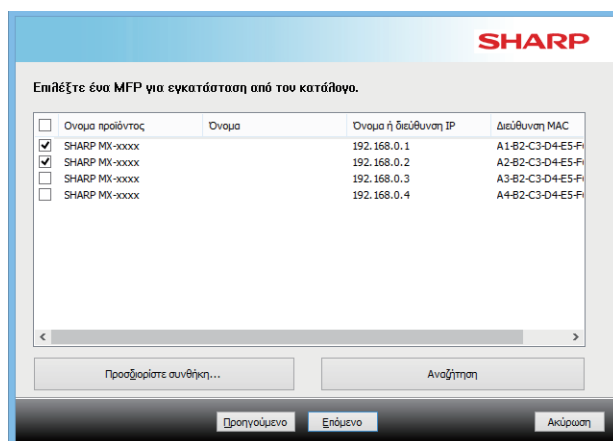 SHARP
Επιλέξτε ένα MFP για εγκατάσταση από τον κατάλογο.
Όνομα προϊόντος Όνομα Όνομα ή διεύθυνση IP Διεύθυνση MAC
SHARP MX-xxxx 192.168.0.1 A1-B2-C3-D4-E5-F
SHARP MX-xxxx 192.168.0.2 A2-B2-C3-D4-E5-F
SHARP MX-xxxx 192.168.0.3 A3-B2-C3-D4-E5-F
SHARP MX-xxxx 192.168.0.4 A4-B2-C3-D4-E5-F
Προσδιορίστε συνθήκη... Αναζήτηση
Προηγούμενο Επόμενο Ακύρωση